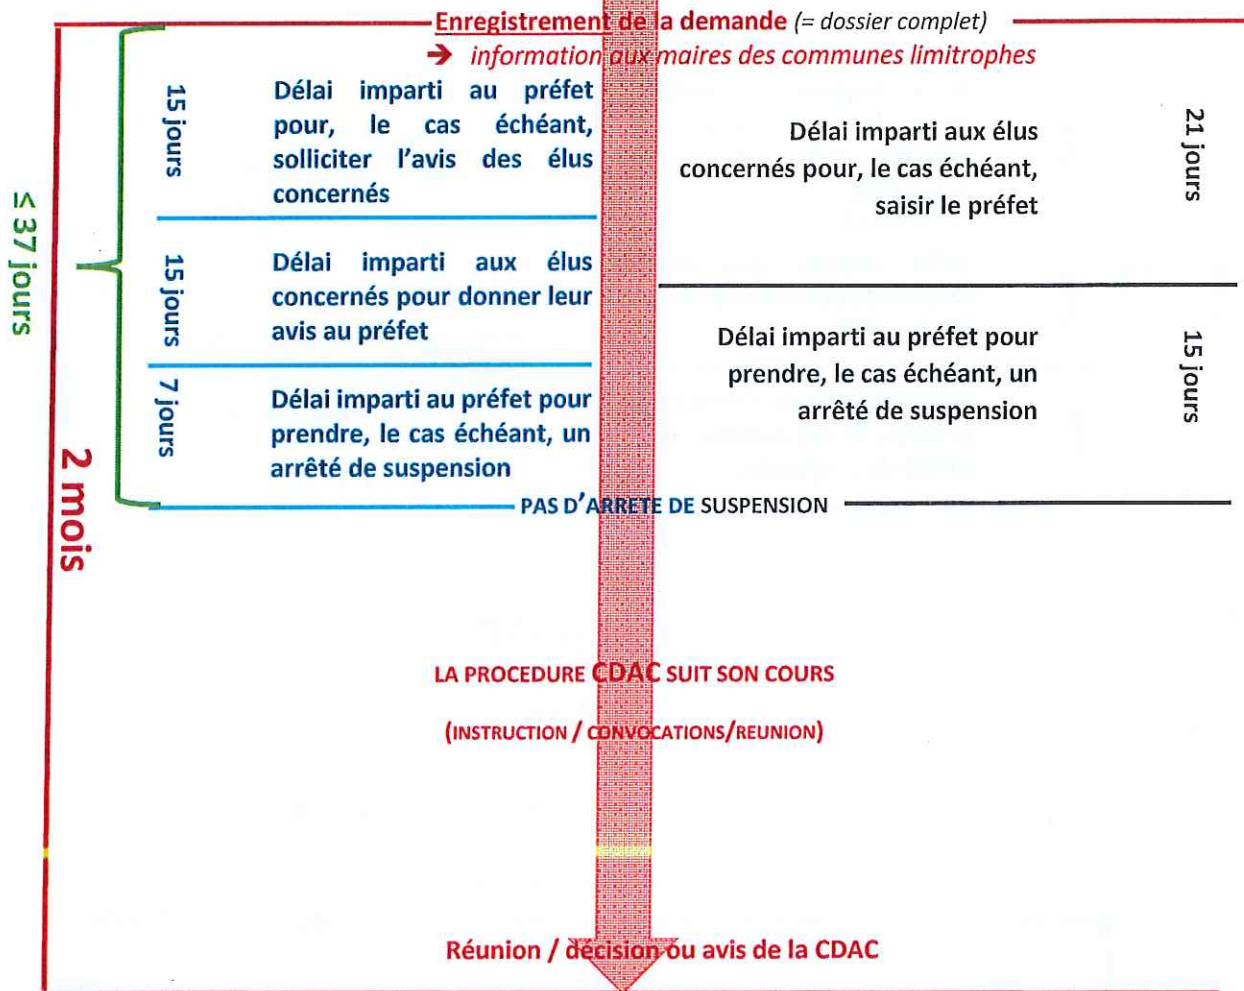 Enregistrement de la demande (= dossier complet)
➔ information aux maires des communes limitrophes
≤ 37 jours
2 mois
15 jours
Délai imparti au préfet
pour, le cas échéant,
solliciter l'avis des élus
concernés
15 jours
Délai imparti aux élus
concernés pour donner leur
avis au préfet
7 jours
Délai imparti au préfet pour
prendre, le cas échéant, un
arrêté de suspension
21 jours
Délai imparti aux élus
concernés pour, le cas échéant,
saisir le préfet
15 jours
Délai imparti au préfet pour
prendre, le cas échéant, un
arrêté de suspension
PAS D'ARRETE DE SUSPENSION
LA PROCEDURE CDAC SUIT SON COURS
(INSTRUCTION / CONVOCATIONS/REUNION)
Réunion / décision ou avis de la CDAC